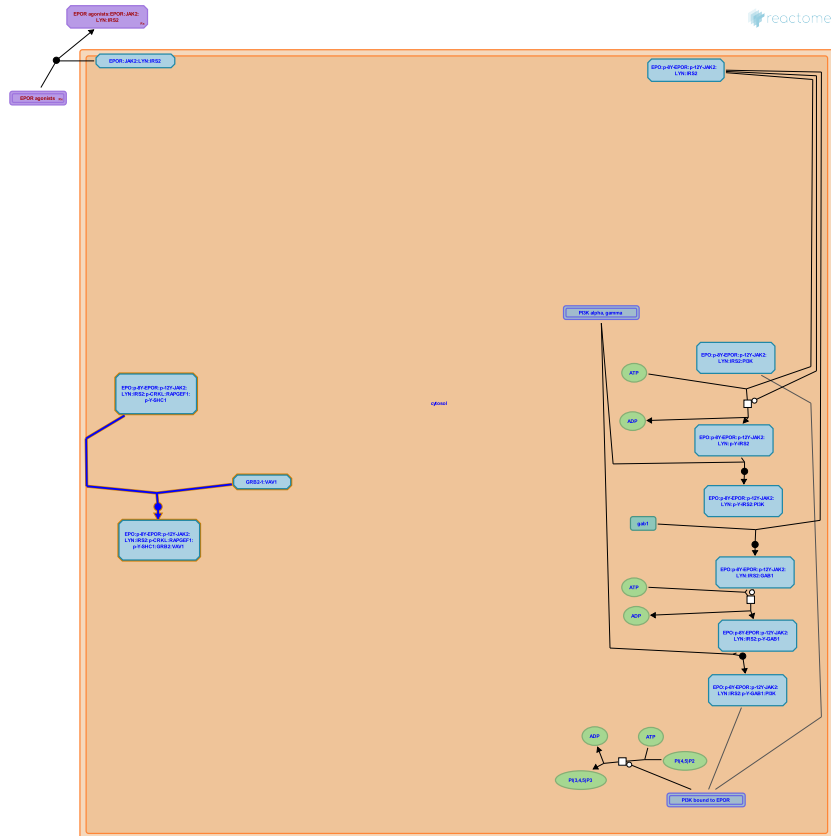 EPOR agonists:EPOR:JAK2:
LYN:IRS2
reactome
EPOR:JAK2:LYN:IRS2
EPO:p-8Y-EPOR:p-12Y-JAK2:
LYN:IRS2
EPOR agonists
PI3K alpha, gamma
EPO:p-8Y-EPOR:p-12Y-JAK2:
LYN:IRS2:PI3K
ATP
EPO:p-8Y-EPOR:p-12Y-JAK2:
LYN:IRS2:p-CRKL:RAPGEF1:
p-Y-SHC1
cytosol
ADP
EPO:p-8Y-EPOR:p-12Y-JAK2:
LYN:p-Y-IRS2
GRB2-1:VAV1
EPO:p-8Y-EPOR:p-12Y-JAK2:
LYN:p-Y-IRS2:PI3K
gab1
EPO:p-8Y-EPOR:p-12Y-JAK2:
LYN:IRS2:p-CRKL:RAPGEF1:
p-Y-SHC1:GRB2:VAV1
EPO:p-8Y-EPOR:p-12Y-JAK2:
LYN:IRS2:GAB1
ATP
ADP
EPO:p-8Y-EPOR:p-12Y-JAK2:
LYN:IRS2:p-Y-GAB1
EPO:p-8Y-EPOR:p-12Y-JAK2:
LYN:IRS2:p-Y-GAB1:PI3K
ADP
ATP
PI(4,5)P2
PI(3,4,5)P3
PI3K bound to EPOR